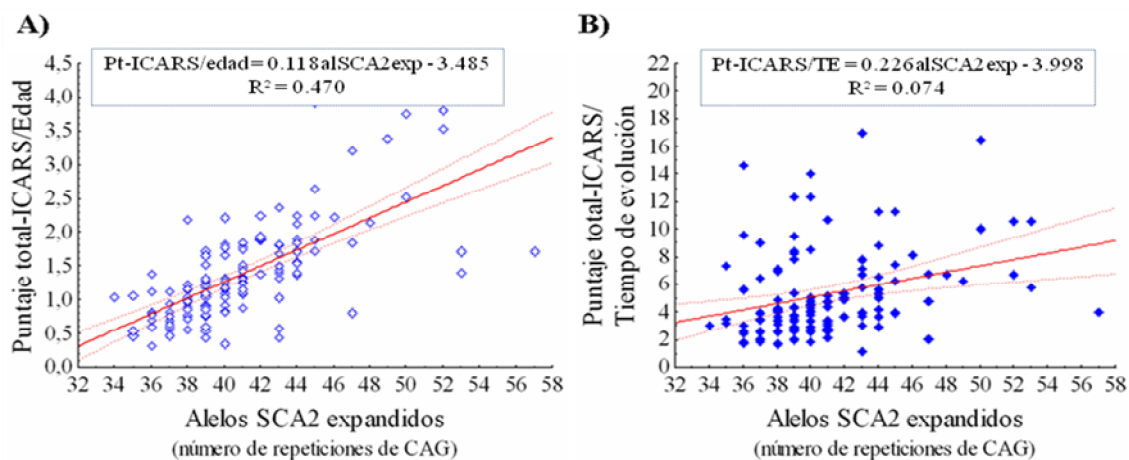 A)
Pt-ICARS/edad=0.118alSCA2exp - 3.485
R² = 0.470
Puntaje total-ICARS/Edad
4,5
4,0
3,5
3,0
2,5
2,0
1,5
1,0
0,5
0,0
32 34 36 38 40 42 44 46 48 50 52 54 56 58
Alelos SCA2 expandidos
(número de repeticiones de CAG)
B)
Pt-ICARS/TE = 0.226alSCA2exp - 3.998
R² = 0.074
Puntaje total-ICARS/
Tiempo de evolución
22
20
18
16
14
12
10
8
6
4
2
0
32 34 36 38 40 42 44 46 48 50 52 54 56 58
Alelos SCA2 expandidos
(número de repeticiones de CAG)